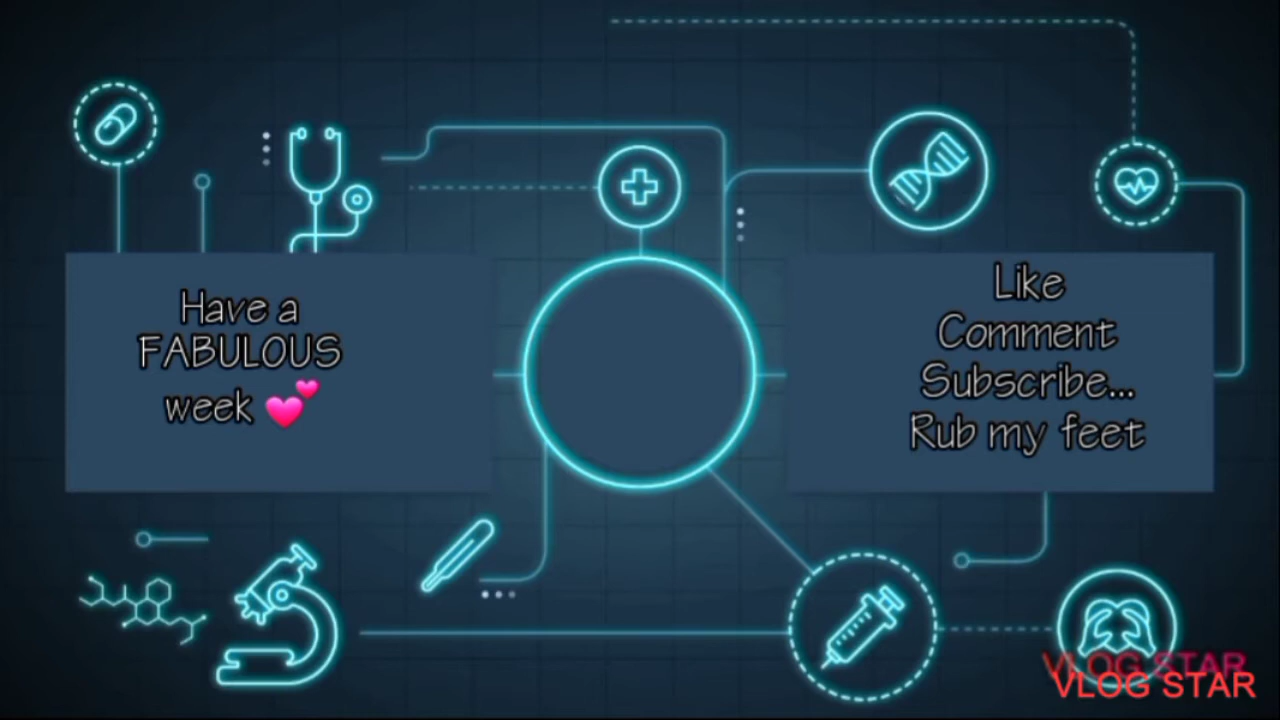 Have a
FABULOUS
week 💕
Like
Comment
Subscribe...
Rub my feet
VLOG STAR
VLOG STAR